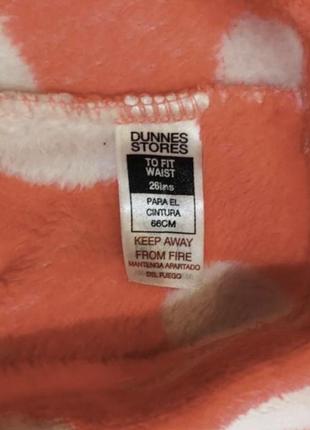 DUNNES
STORES
TO FIT
WAIST
26ins
PARA EL
CINTURA
66CM
KEEP AWAY
FROM FIRE
MANTENGA APARTADO
DEL FUEGO